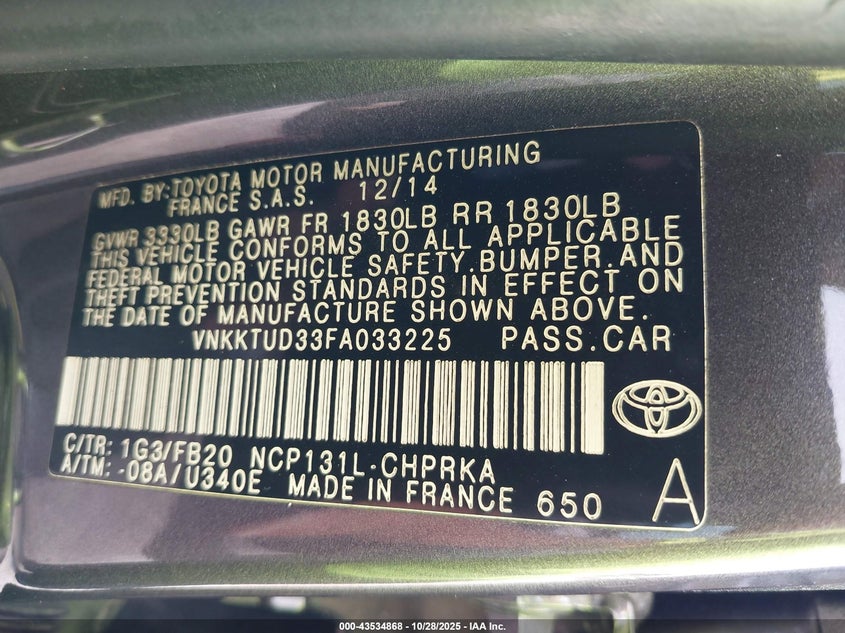 MFD. BY:TOYOTA MOTOR MANUFACTURING
FRANCE S.A.S. 12/14
GVWR 3330LB GAWR FR 1830LB RR 1830LB
THIS VEHICLE CONFORMS TO ALL APPLICABLE
FEDERAL MOTOR VEHICLE SAFETY,BUMPER,AND
THEFT PREVENTION STANDARDS IN EFFECT ON
THE DATE OF MANUFACTURE SHOWN ABOVE.
VNKKTUD33FA033225 PASS.CAR
C/TR: 1G3/FB20 NCP131L-CHPRKA
A/TM: -08A/U340E MADE IN FRANCE 650 A
000-43534868 | 10/28/2025 - IAA Inc.